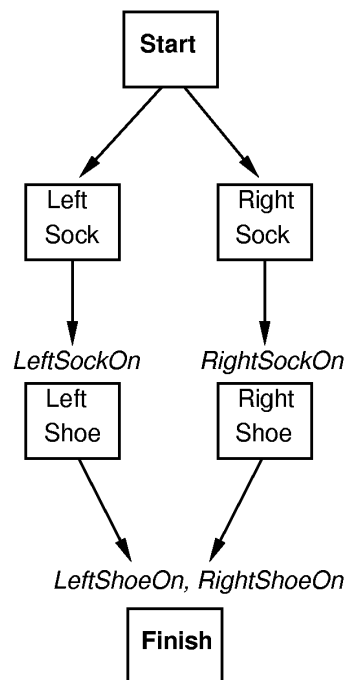 Start
Left
Sock
Right
Sock
LeftSockOn
RightSockOn
Left
Shoe
Right
Shoe
LeftShoeOn, RightShoeOn
Finish